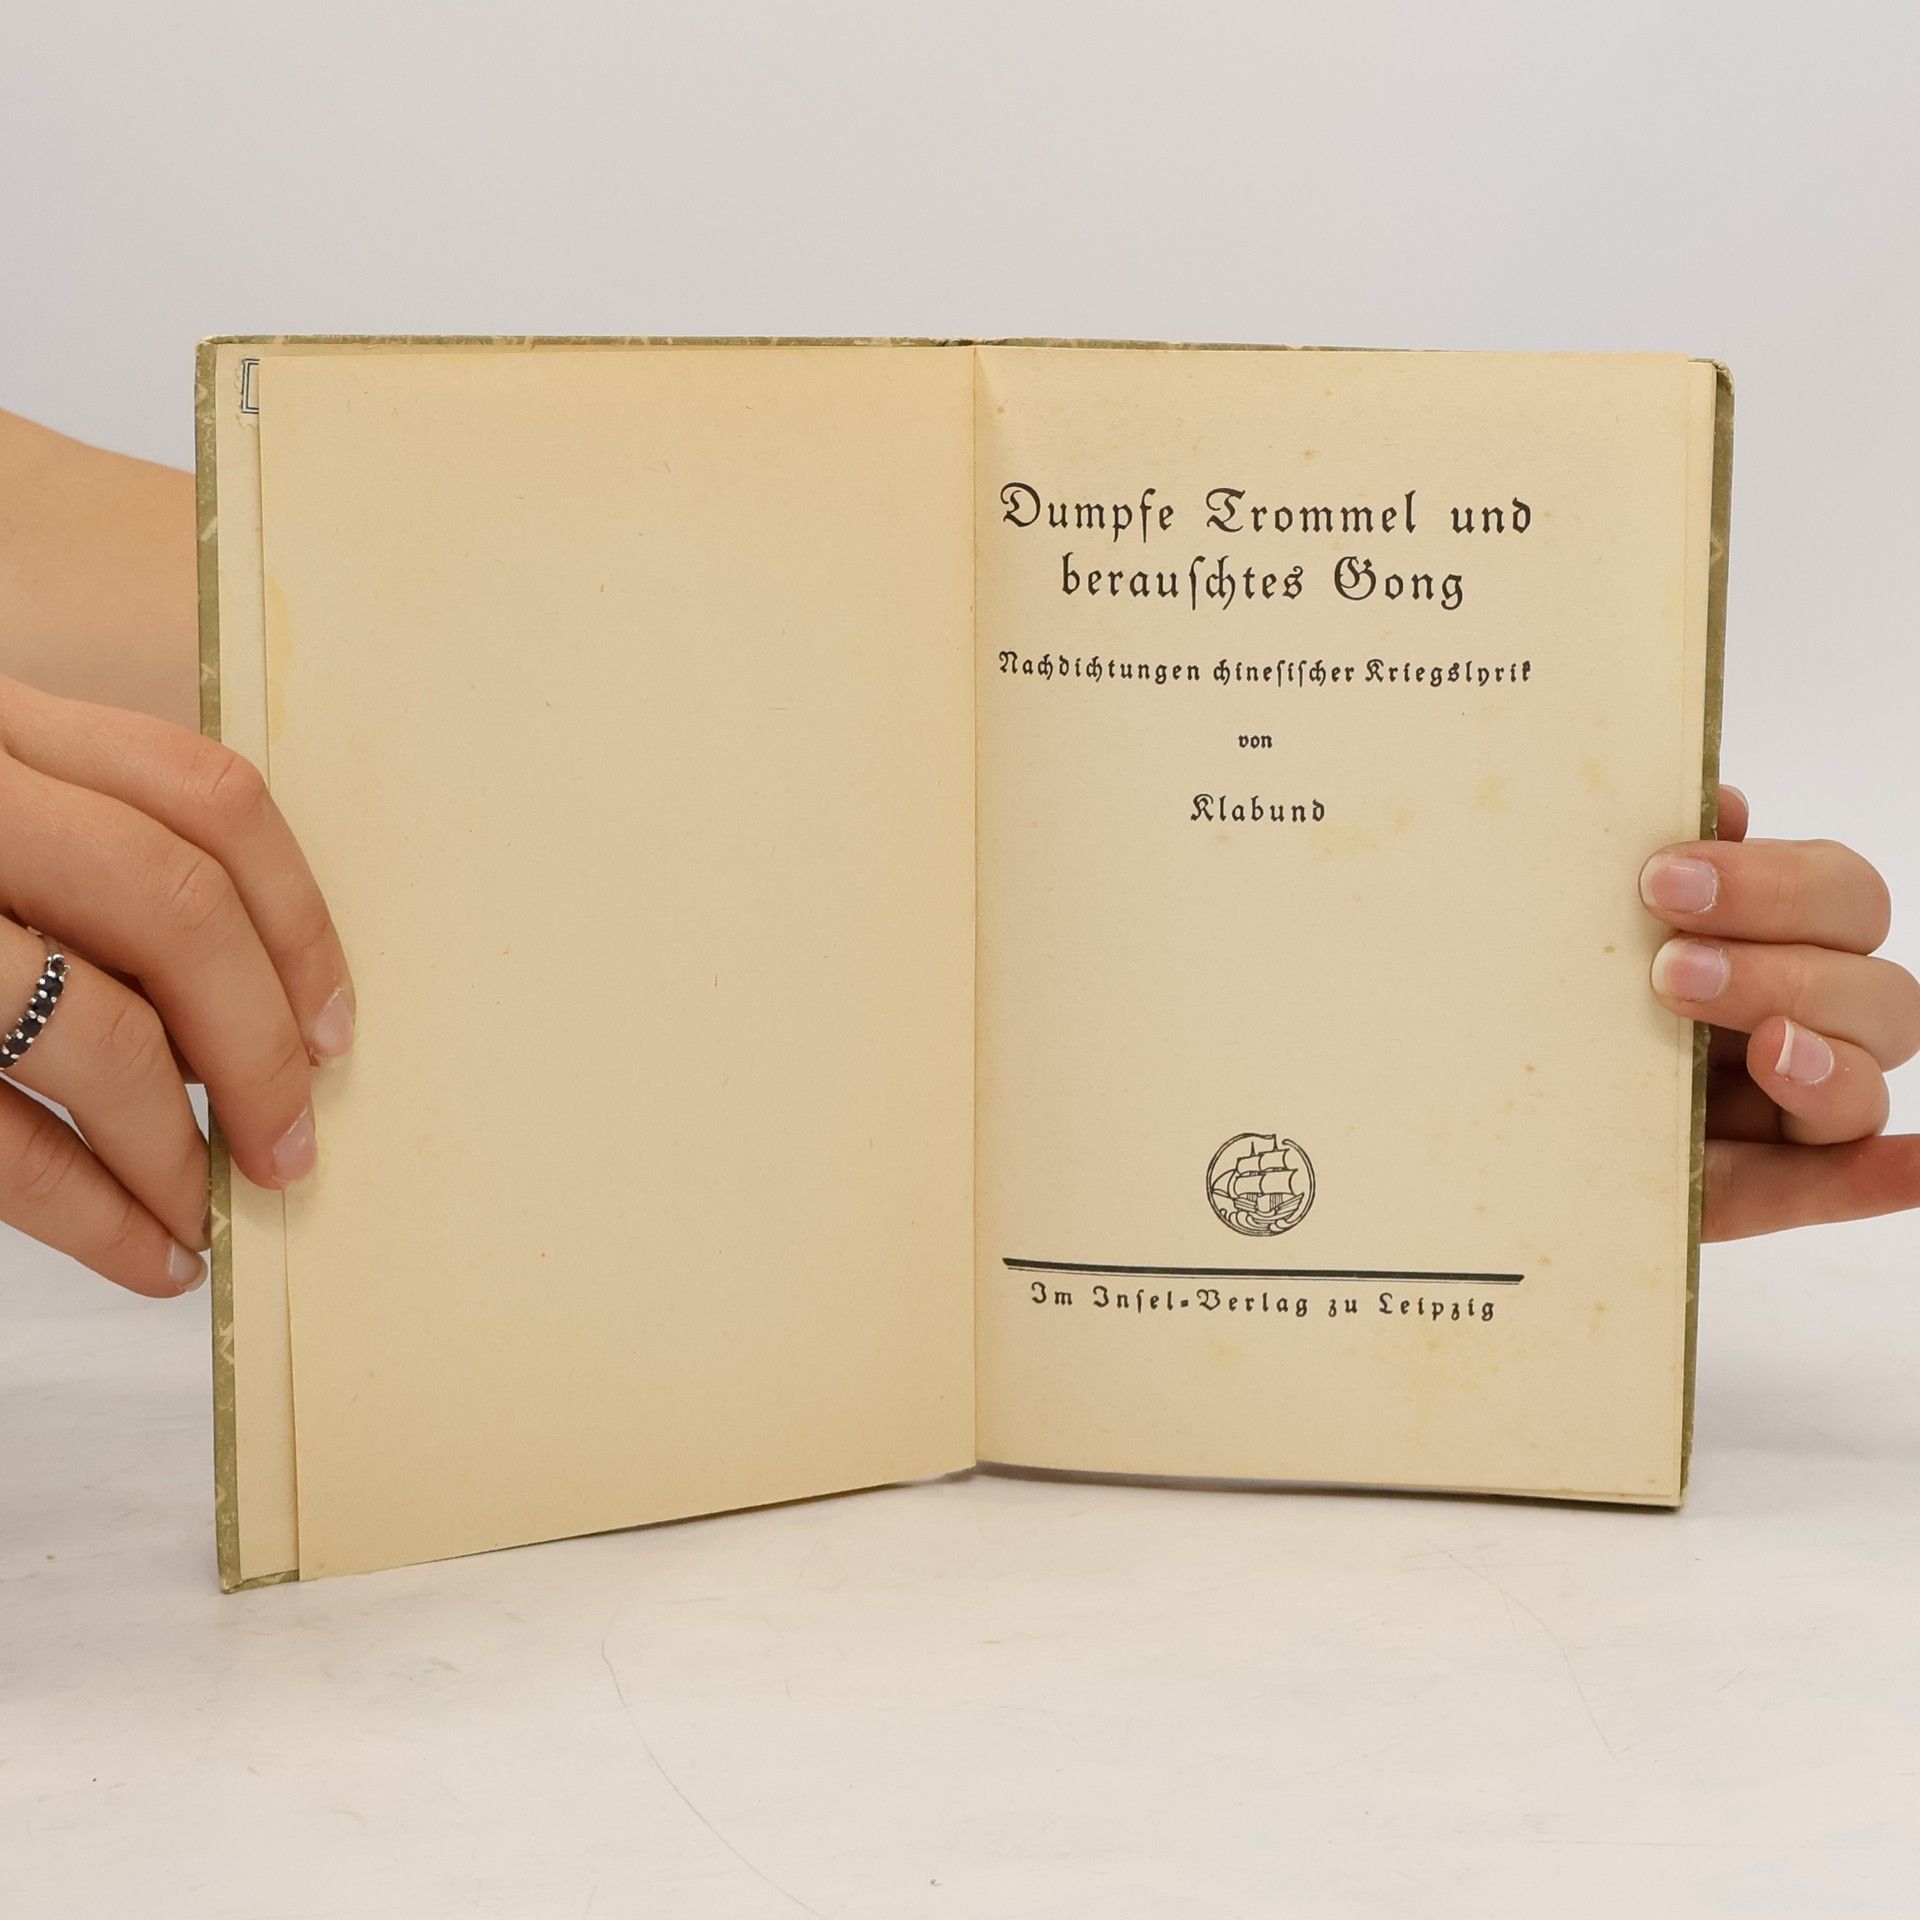 Dumpfe Trommel und
berauſchtes Gong
Nachdichtungen chineſiſcher Kriegslyrik
von
Klabund
Im Inſel-Verlag zu Leipzig